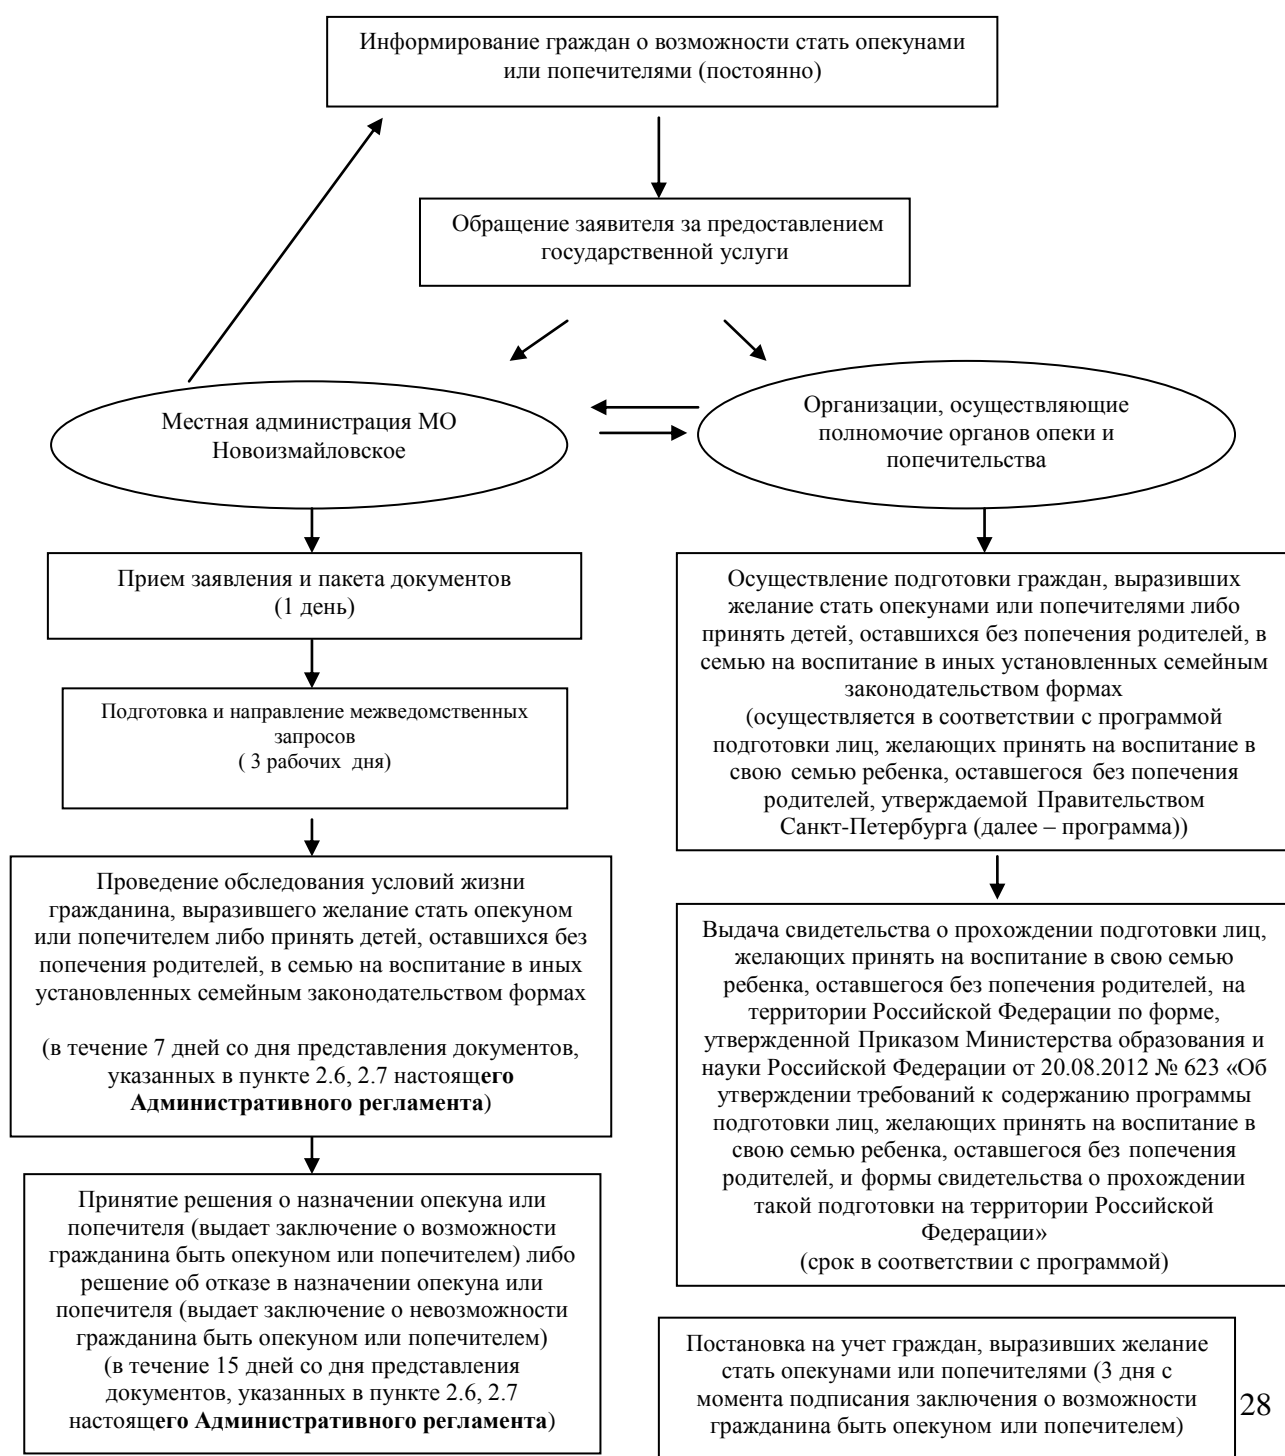 Информирование граждан о возможности стать опекунами
или попечителями (постоянно)
Обращение заявителя за предоставлением
государственной услуги
Местная администрация МО
Новоизмайловское
Организации, осуществляющие
полномочие органов опеки и
попечительства
Прием заявления и пакета документов
(1 день)
Подготовка и направление межведомственных
запросов
( 3 рабочих дня)
Проведение обследования условий жизни
гражданина, выразившего желание стать опекуном
или попечителем либо принять детей, оставшихся без
попечения родителей, в семью на воспитание в иных
установленных семейным законодательством формах
(в течение 7 дней со дня представления документов,
указанных в пункте 2.6, 2.7 настоящего
Административного регламента)
Принятие решения о назначении опекуна или
попечителя (выдает заключение о возможности
гражданина быть опекуном или попечителем) либо
решение об отказе в назначении опекуна или
попечителя (выдает заключение о невозможности
гражданина быть опекуном или попечителем)
(в течение 15 дней со дня представления
документов, указанных в пункте 2.6, 2.7
настоящего Административного регламента)
Осуществление подготовки граждан, выразивших
желание стать опекунами или попечителями либо
принять детей, оставшихся без попечения родителей, в
семью на воспитание в иных установленных семейным
законодательством формах
(осуществляется в соответствии с программой
подготовки лиц, желающих принять на воспитание в
свою семью ребенка, оставшегося без попечения
родителей, утверждаемой Правительством
Санкт-Петербурга (далее – программа))
Выдача свидетельства о прохождении подготовки лиц,
желающих принять на воспитание в свою семью
ребенка, оставшегося без попечения родителей, на
территории Российской Федерации по форме,
утвержденной Приказом Министерства образования и
науки Российской Федерации от 20.08.2012 № 623 «Об
утверждении требований к содержанию программы
подготовки лиц, желающих принять на воспитание в
свою семью ребенка, оставшегося без попечения
родителей, и формы свидетельства о прохождении
такой подготовки на территории Российской
Федерации»
(срок в соответствии с программой)
Постановка на учет граждан, выразивших желание
стать опекунами или попечителями (3 дня с
момента подписания заключения о возможности
гражданина быть опекуном или попечителем)
28